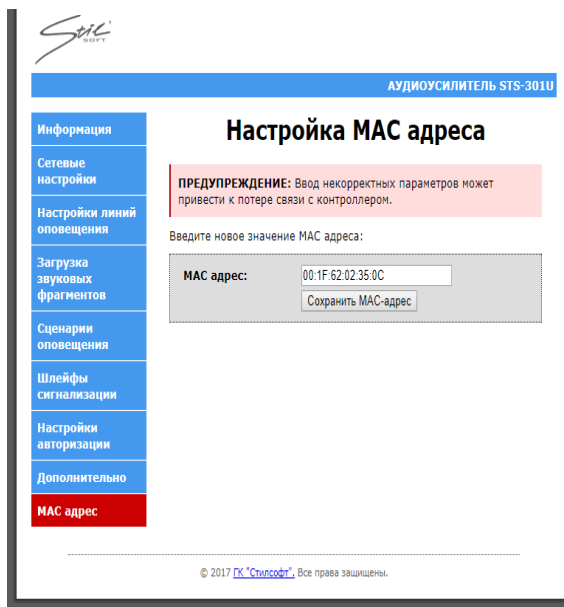 Stil
SOFT
АУДИОУСИЛИТЕЛЬ STS-301U
Информация
Сетевые
настройки
Настройки линий
оповещения
Загрузка
звуковых
фрагментов
Сценарии
оповещения
Шлейфы
сигнализации
Настройки
авторизации
Дополнительно
MAC адрес
Настройка MAC адреса
ПРЕДУПРЕЖДЕНИЕ: Ввод некорректных параметров может
привести к потере связи с контроллером.
Введите новое значение MAC адреса:
MAC адрес: 00:1F:62:02:35:0C
Сохранить MAC-адрес
© 2017 ГК "Стилсофт". Все права защищены.